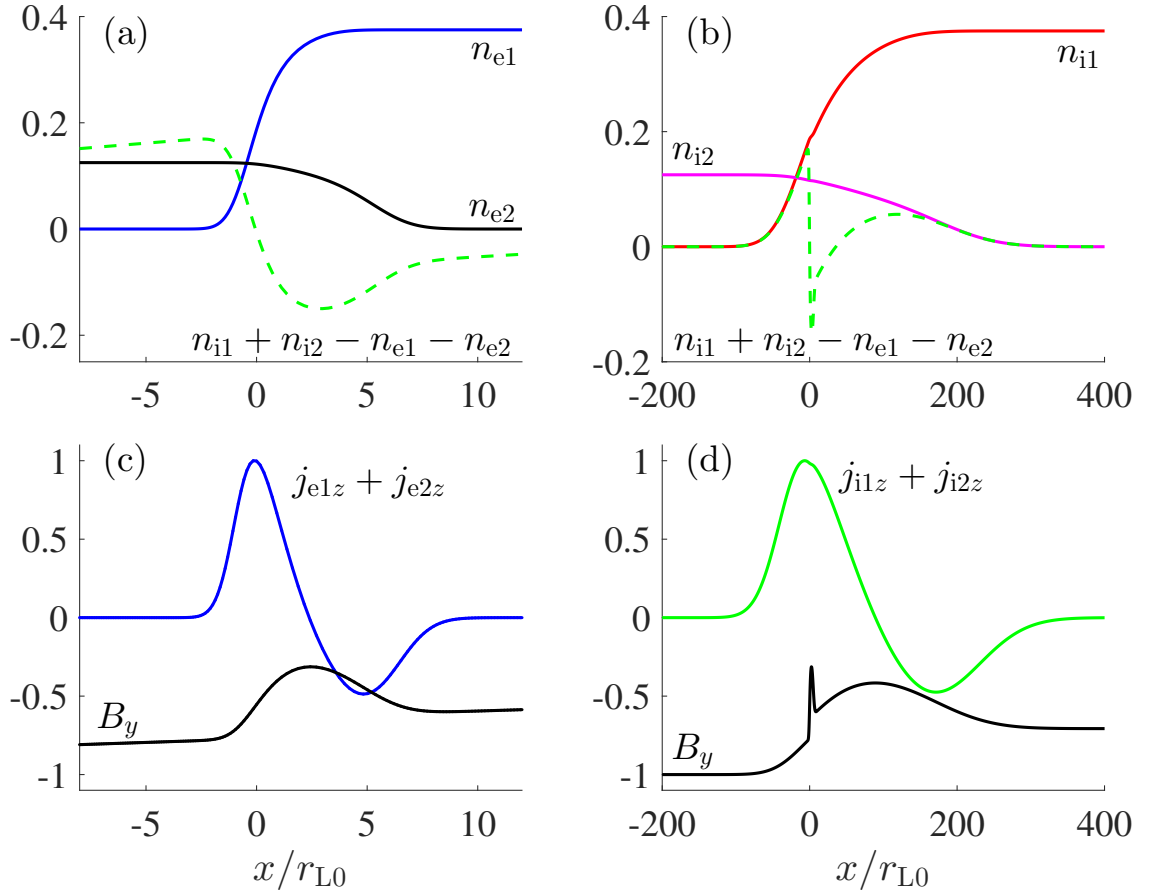 (a)
0.4
0.2
0
-0.2
n_e1
n_e2
n_i1 + n_i2 − n_e1 − n_e2
-5 0 5 10
(b)
0.4
0.2
0
-0.2
n_i1
n_i2
n_i1 + n_i2 − n_e1 − n_e2
-200 0 200 400
(c)
1
0.5
0
-0.5
-1
j_e1z + j_e2z
B_y
-5 0 5 10
x/r_L0
(d)
1
0.5
0
-0.5
-1
j_i1z + j_i2z
B_y
-200 0 200 400
x/r_L0